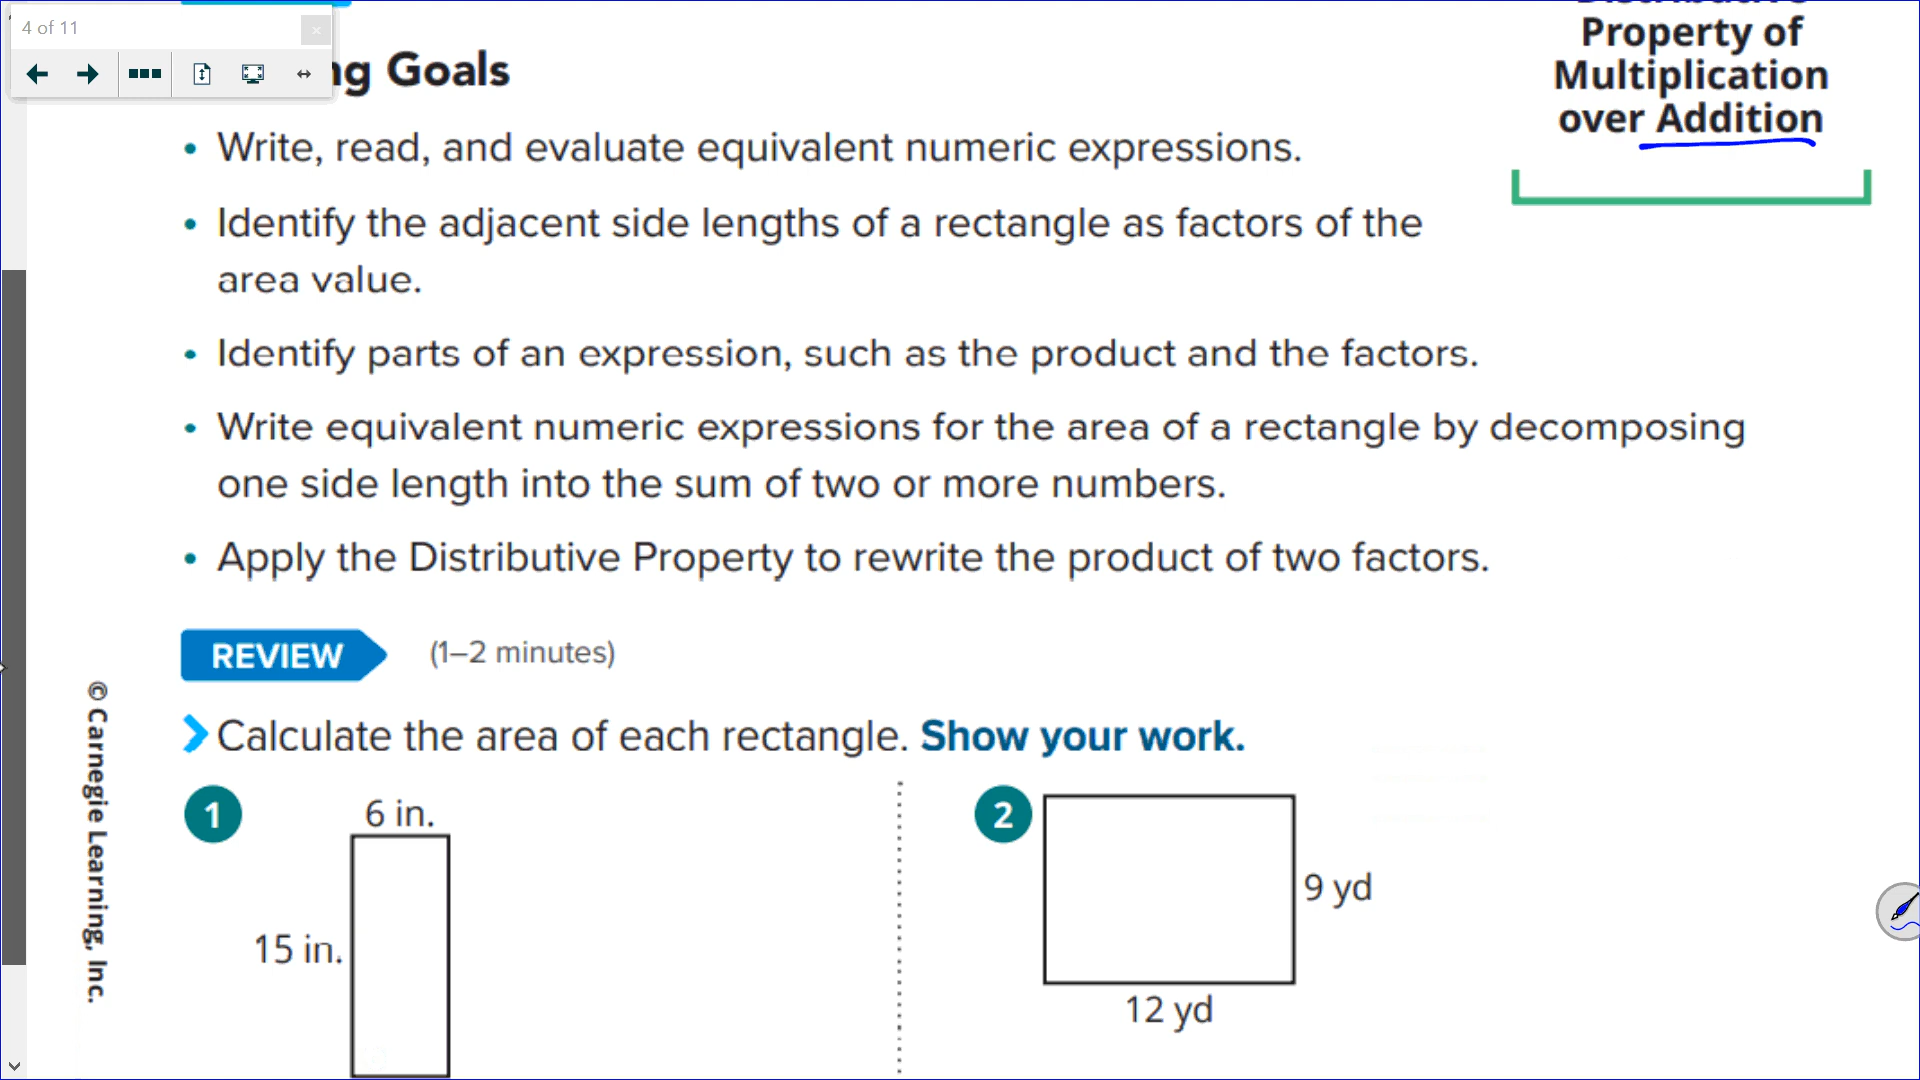 4 of 11
ng Goals
Property of
Multiplication
over Addition
• Write, read, and evaluate equivalent numeric expressions.
• Identify the adjacent side lengths of a rectangle as factors of the
area value.
• Identify parts of an expression, such as the product and the factors.
• Write equivalent numeric expressions for the area of a rectangle by decomposing
one side length into the sum of two or more numbers.
• Apply the Distributive Property to rewrite the product of two factors.
REVIEW (1–2 minutes)
Calculate the area of each rectangle. Show your work.
1
6 in.
15 in.
2
9 yd
12 yd
© Carnegie Learning, Inc.